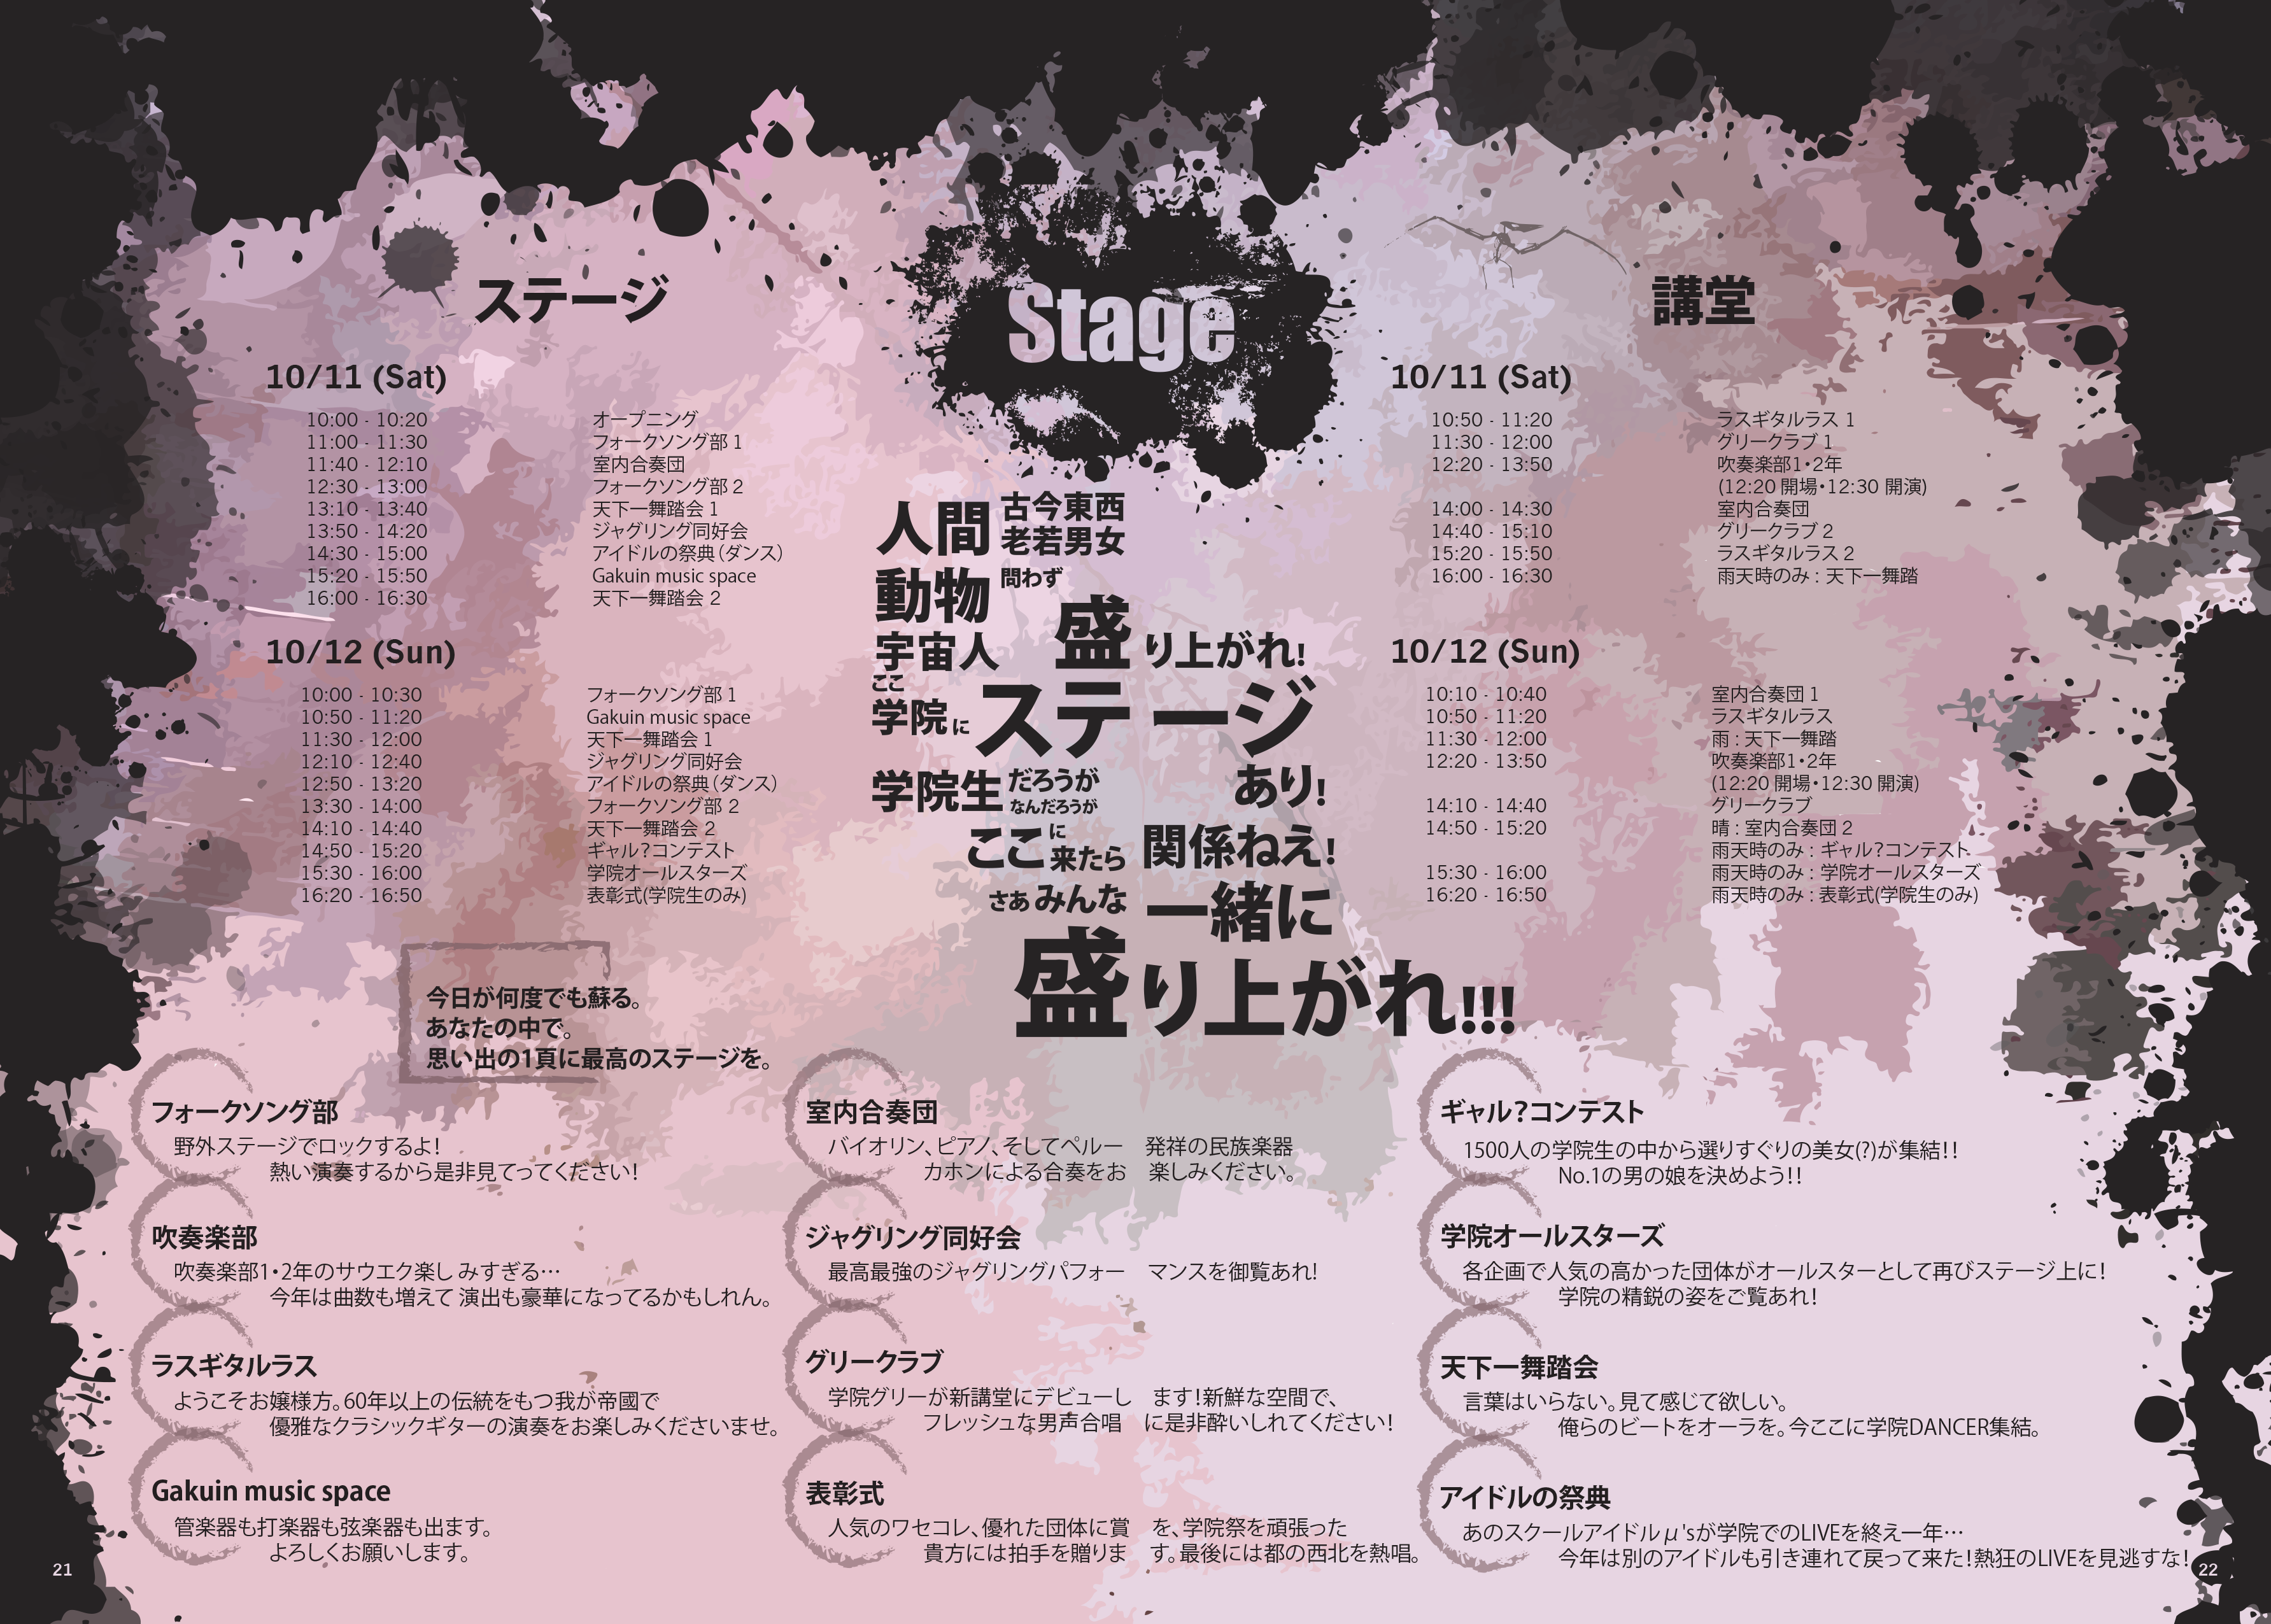 Stage
ステージ
10/11 (Sat)
10:00 - 10:20 オープニング
11:00 - 11:30 フォークソング部 1
11:40 - 12:10 室内合奏団
12:30 - 13:00 フォークソング部 2
13:10 - 13:40 天下一舞踏会 1
13:50 - 14:20 ジャグリング同好会
14:30 - 15:00 アイドルの祭典（ダンス）
15:20 - 15:50 Gakuin music space
16:00 - 16:30 天下一舞踏会 2
10/12 (Sun)
10:00 - 10:30 フォークソング部 1
10:50 - 11:20 Gakuin music space
11:30 - 12:00 天下一舞踏会 1
12:10 - 12:40 ジャグリング同好会
12:50 - 13:20 アイドルの祭典（ダンス）
13:30 - 14:00 フォークソング部 2
14:10 - 14:40 天下一舞踏会 2
14:50 - 15:20 ギャル？コンテスト
15:30 - 16:00 学院オールスターズ
16:20 - 16:50 表彰式(学院生のみ)
人間 古今東西
老若男女
動物 問わず
宇宙人 盛り上がれ！
ここ
学院に ステージ
あり！
学院生 だろうが
なんだろうが
ここに来たら 関係ねえ！
さあみんな 一緒に
盛り上がれ!!!
講堂
10/11 (Sat)
10:50 - 11:20 ラスギタルラス 1
11:30 - 12:00 グリークラブ 1
12:20 - 13:50 吹奏楽部1・2年
(12:20 開場・12:30 開演)
14:00 - 14:30 室内合奏団
14:40 - 15:10 グリークラブ 2
15:20 - 15:50 ラスギタルラス 2
16:00 - 16:30 雨天時のみ : 天下一舞踏
10/12 (Sun)
10:10 - 10:40 室内合奏団 1
10:50 - 11:20 ラスギタルラス
11:30 - 12:00 雨 : 天下一舞踏
12:20 - 13:50 吹奏楽部1・2年
(12:20 開場・12:30 開演)
14:10 - 14:40 グリークラブ
14:50 - 15:20 晴 : 室内合奏団 2
雨天時のみ : ギャル？コンテスト
15:30 - 16:00 雨天時のみ : 学院オールスターズ
16:20 - 16:50 雨天時のみ : 表彰式(学院生のみ)
今日が何度でも蘇る。
あなたの中で。
思い出の1頁に最高のステージを。
フォークソング部
野外ステージでロックするよ！
熱い演奏するから是非見てってください！
吹奏楽部
吹奏楽部1・2年のサウエク楽しみすぎる…
今年は曲数も増えて 演出も豪華になってるかもしれん。
ラスギタルラス
ようこそお嬢様方。60年以上の伝統をもつ我が帝國で
優雅なクラシックギターの演奏をお楽しみくださいませ。
Gakuin music space
管楽器も打楽器も弦楽器も出ます。
よろしくお願いします。
室内合奏団
バイオリン、ピアノ、そしてペルー 発祥の民族楽器
カホンによる合奏をお 楽しみください。
ジャグリング同好会
最高最強のジャグリングパフォー マンスを御覧あれ！
グリークラブ
学院グリーが新講堂にデビューし ます！新鮮な空間で、
フレッシュな男声合唱 に是非酔いしれてください！
表彰式
人気のワセコレ、優れた団体に賞 を、学院祭を頑張った
貴方には拍手を贈りま す。最後には都の西北を熱唱。
ギャル？コンテスト
1500人の学院生の中から選りすぐりの美女(?)が集結！！
No.1の男の娘を決めよう！！
学院オールスターズ
各企画で人気の高かった団体がオールスターとして再びステージ上に！
学院の精鋭の姿をご覧あれ！
天下一舞踏会
言葉はいらない。見て感じて欲しい。
俺らのビートをオーラを。今ここに学院DANCER集結。
アイドルの祭典
あのスクールアイドルμ'sが学院でのLIVEを終え一年…
今年は別のアイドルも引き連れて戻って来た！熱狂のLIVEを見逃すな！
21
22